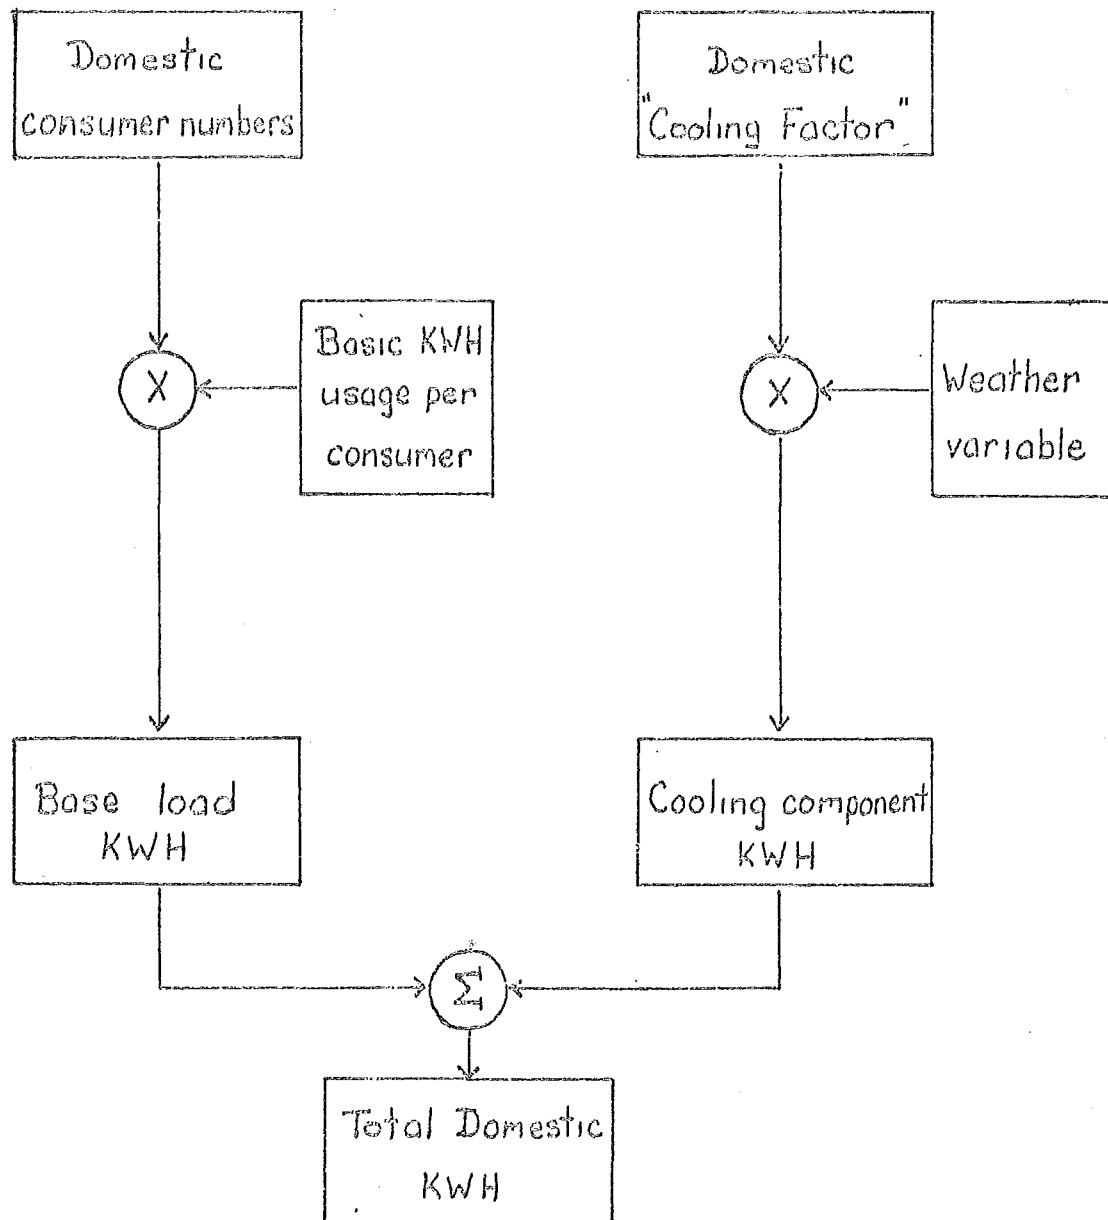 Domestic
consumer numbers
Domestic
"Cooling Factor"
X
Basic KWH
usage per
consumer
X
Weather
variable
Base load
KWH
Cooling component
KWH
Σ
Total Domestic
KWH